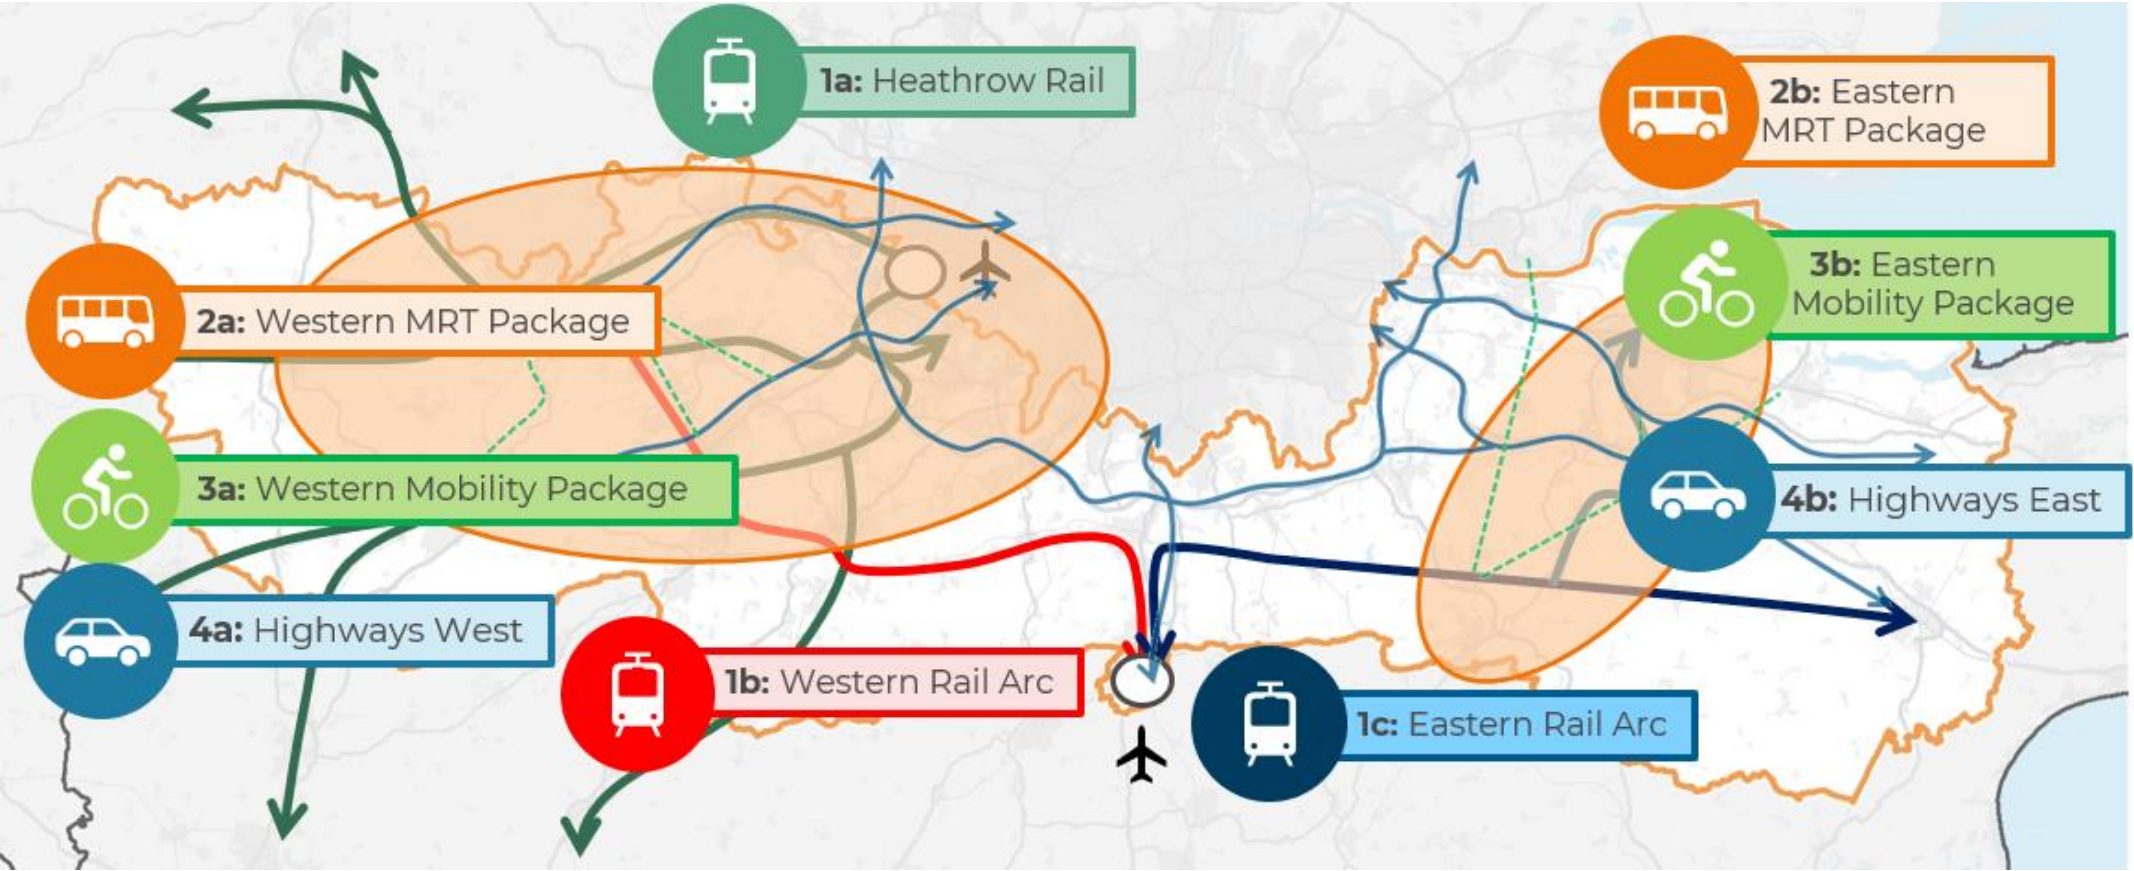 1a: Heathrow Rail
2b: Eastern
MRT Package
3b: Eastern
Mobility Package
2a: Western MRT Package
3a: Western Mobility Package
4b: Highways East
4a: Highways West
1b: Western Rail Arc
1c: Eastern Rail Arc